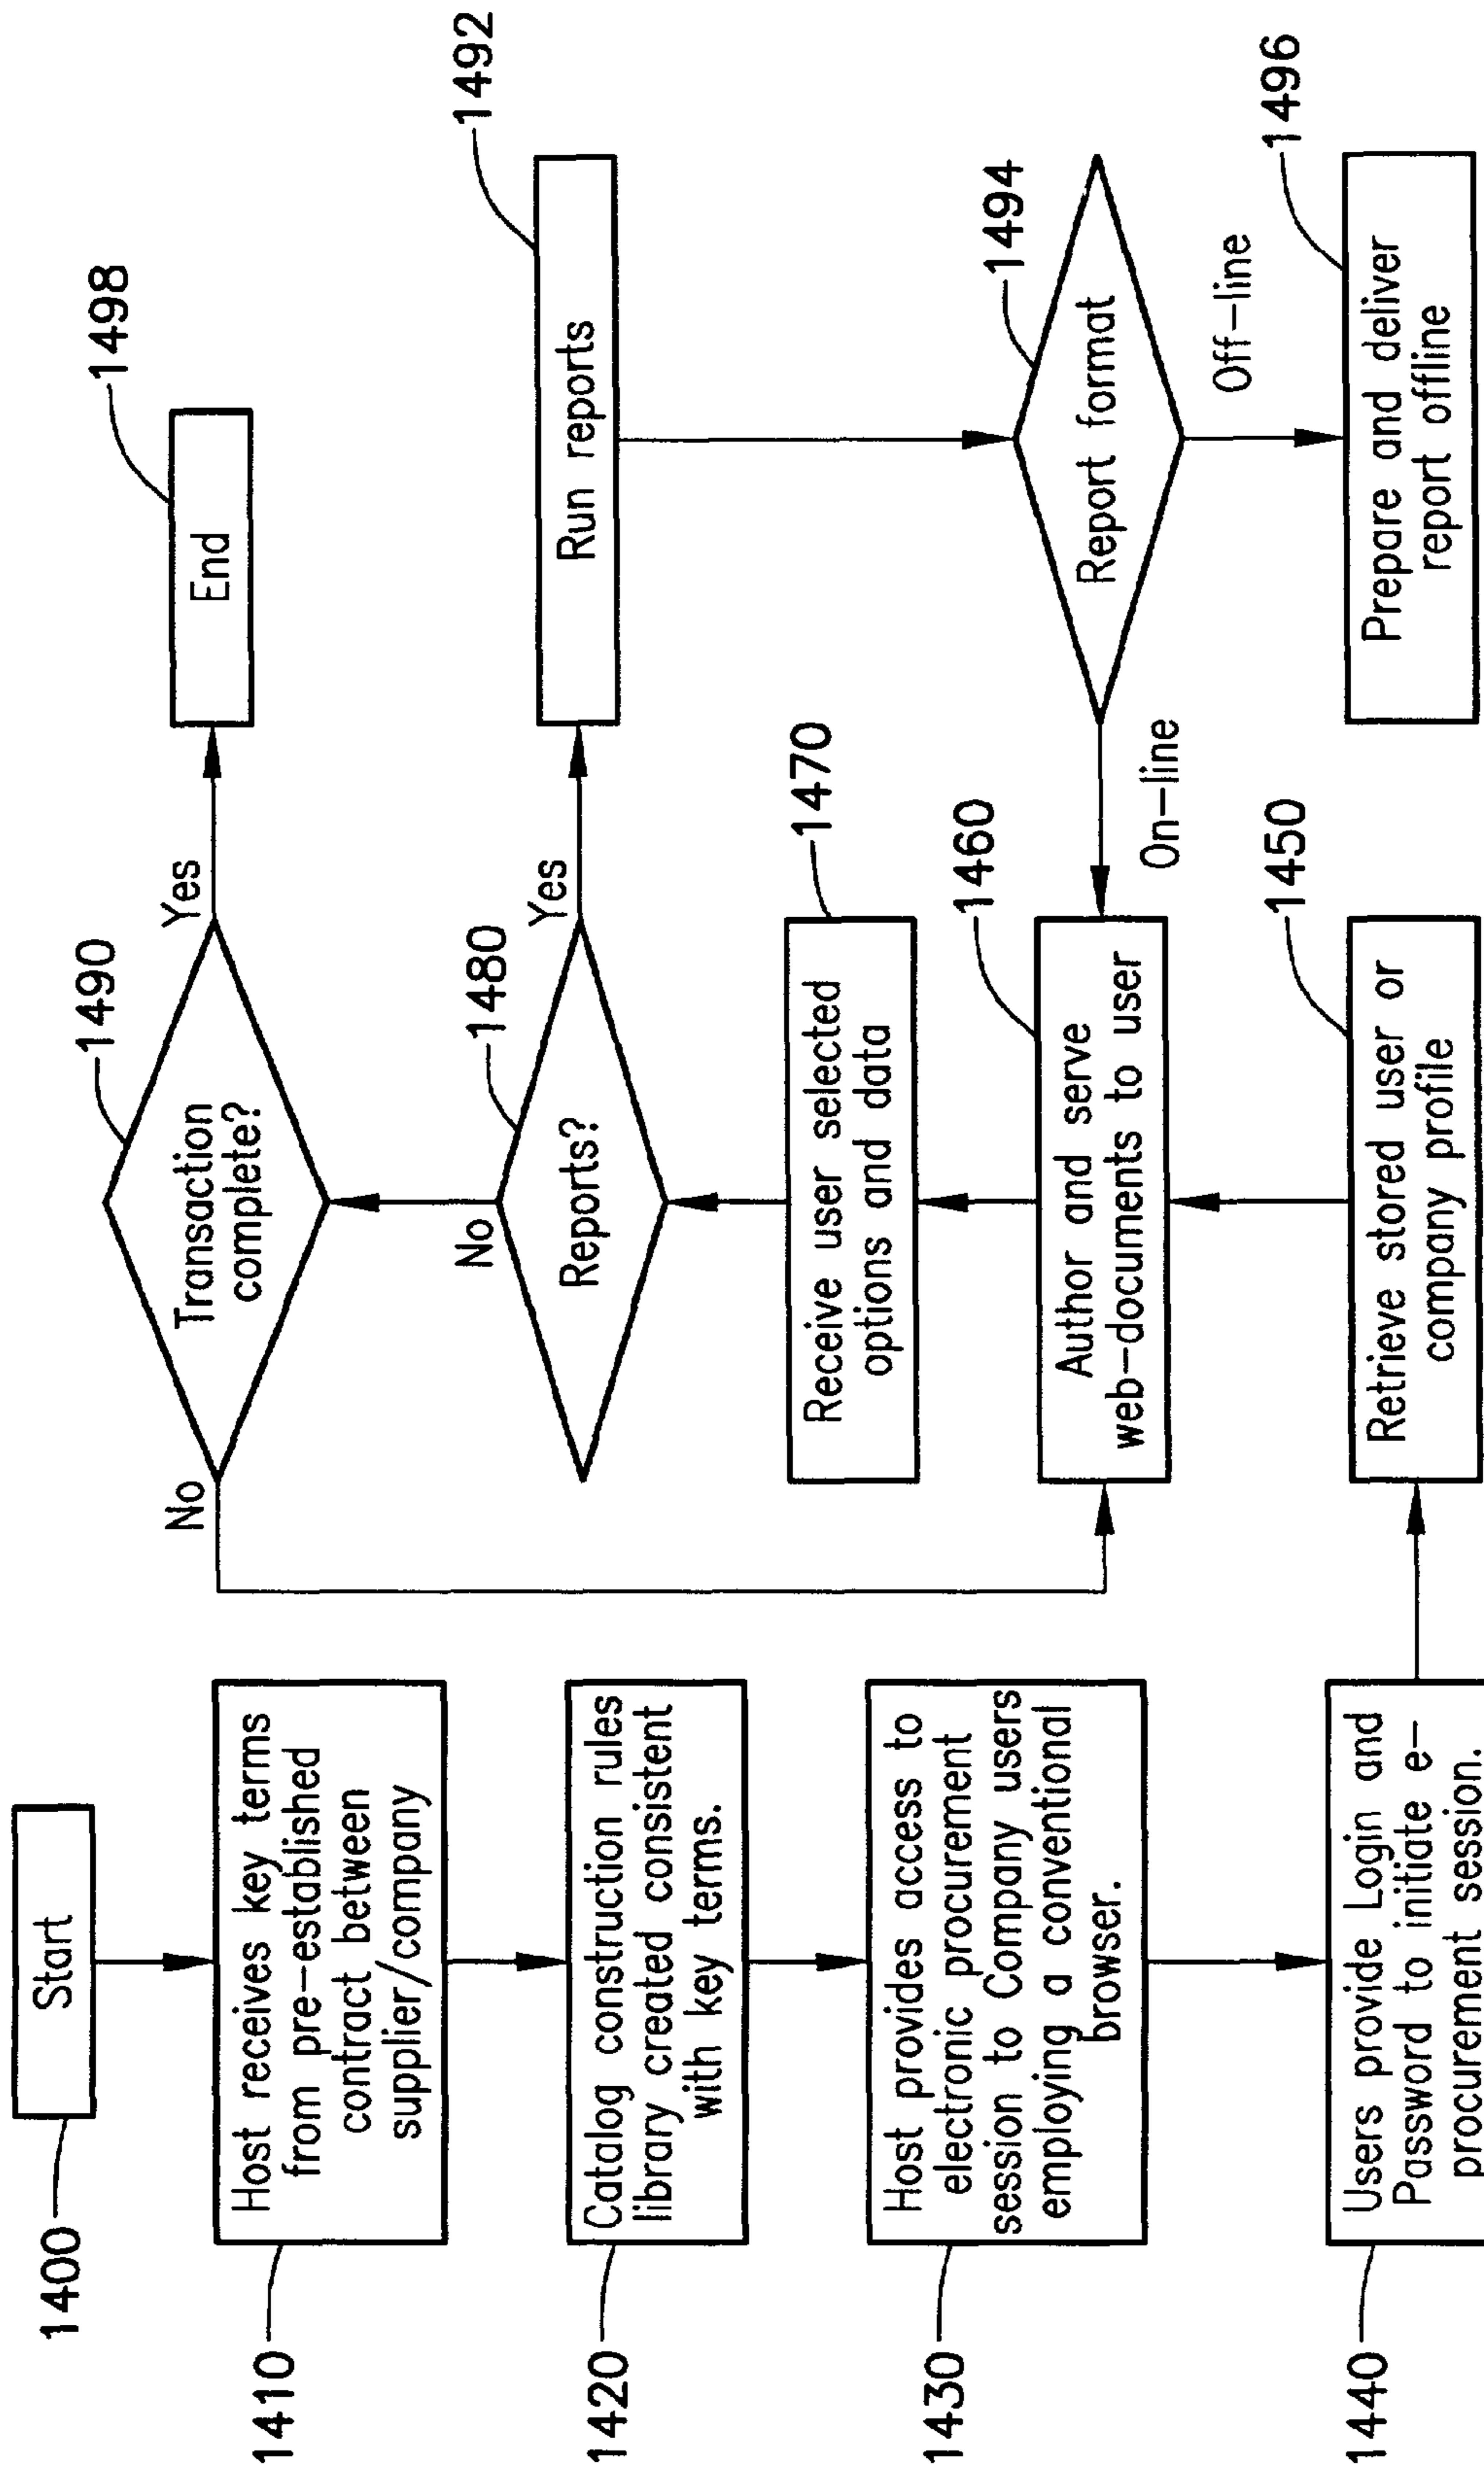 1400
Start
1410
Host receives key terms
from pre-established
contract between
supplier/company
1420
Catalog construction rules
library created consistent
with key terms.
1430
Host provides access to
electronic procurement
session to Company users
employing a conventional
browser.
1440
Users provide Login and
Password to initiate e-
procurement session.
1490
Transaction
complete?
No
Yes
1498
End
1480
Reports?
No
Yes
1492
Run reports
1470
Receive user selected
options and data
1460
Author and serve
web-documents to user
On-line
1494
Report format
Off-line
1450
Retrieve stored user or
company profile
1496
Prepare and deliver
report offline